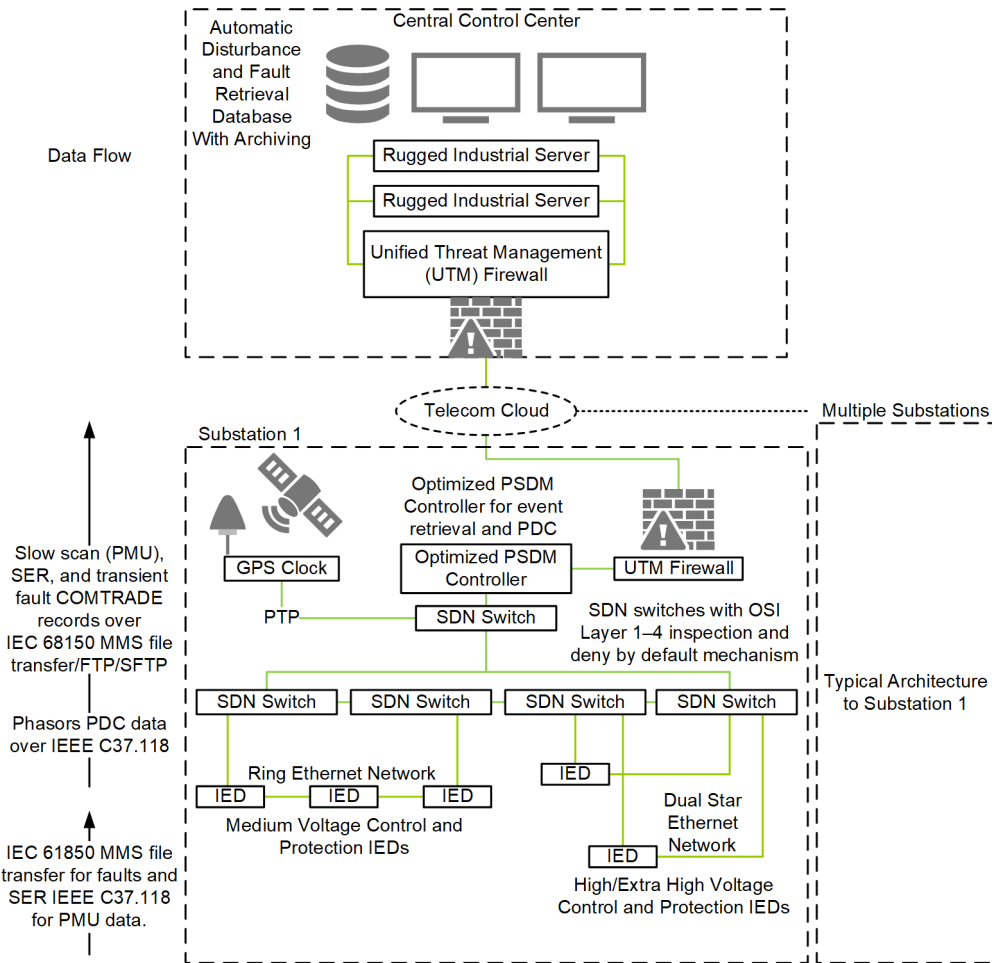 Central Control Center
Automatic
Disturbance
and Fault
Retrieval
Database
With Archiving
Data Flow
Rugged Industrial Server
Rugged Industrial Server
Unified Threat Management
(UTM) Firewall
Telecom Cloud
Multiple Substations
Substation 1
Optimized PSDM
Controller for event
retrieval and PDC
Optimized PSDM
Controller
GPS Clock
UTM Firewall
PTP
SDN Switch
SDN switches with OSI
Layer 1–4 inspection and
deny by default mechanism
Slow scan (PMU),
SER, and transient
fault COMTRADE
records over
IEC 68150 MMS file
transfer/FTP/SFTP
Phasors PDC data
over IEEE C37.118
SDN Switch
SDN Switch
SDN Switch
SDN Switch
Typical Architecture
to Substation 1
Ring Ethernet Network
IED
IED
IED
IED
Medium Voltage Control and
Protection IEDs
Dual Star
Ethernet
Network
IED
High/Extra High Voltage
Control and Protection IEDs
IEC 61850 MMS file
transfer for faults and
SER IEEE C37.118
for PMU data.